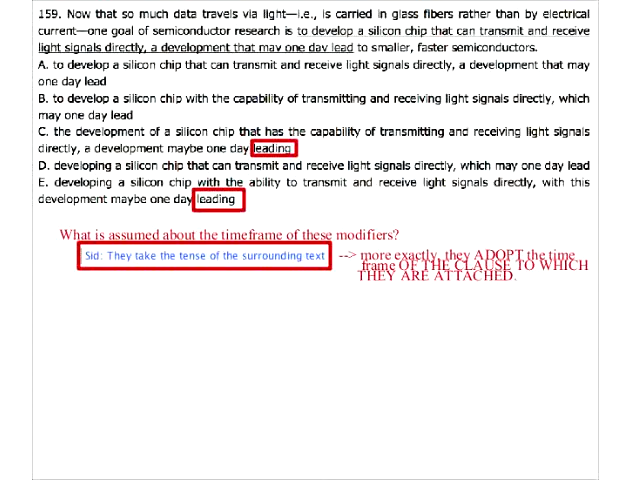 159. Now that so much data travels via light—i.e., is carried in glass fibers rather than by electrical
current—one goal of semiconductor research is to develop a silicon chip that can transmit and receive
light signals directly, a development that may one day lead to smaller, faster semiconductors.
A. to develop a silicon chip that can transmit and receive light signals directly, a development that may
one day lead
B. to develop a silicon chip with the capability of transmitting and receiving light signals directly, which
may one day lead
C. the development of a silicon chip that has the capability of transmitting and receiving light signals
directly, a development maybe one day leading
D. developing a silicon chip that can transmit and receive light signals directly, which may one day lead
E. developing a silicon chip with the ability to transmit and receive light signals directly, with this
development maybe one day leading
What is assumed about the timeframe of these modifiers?
Sid: They take the tense of the surrounding text --> more exactly, they ADOPT the time
frame OF THE CLAUSE TO WHICH
THEY ARE ATTACHED.